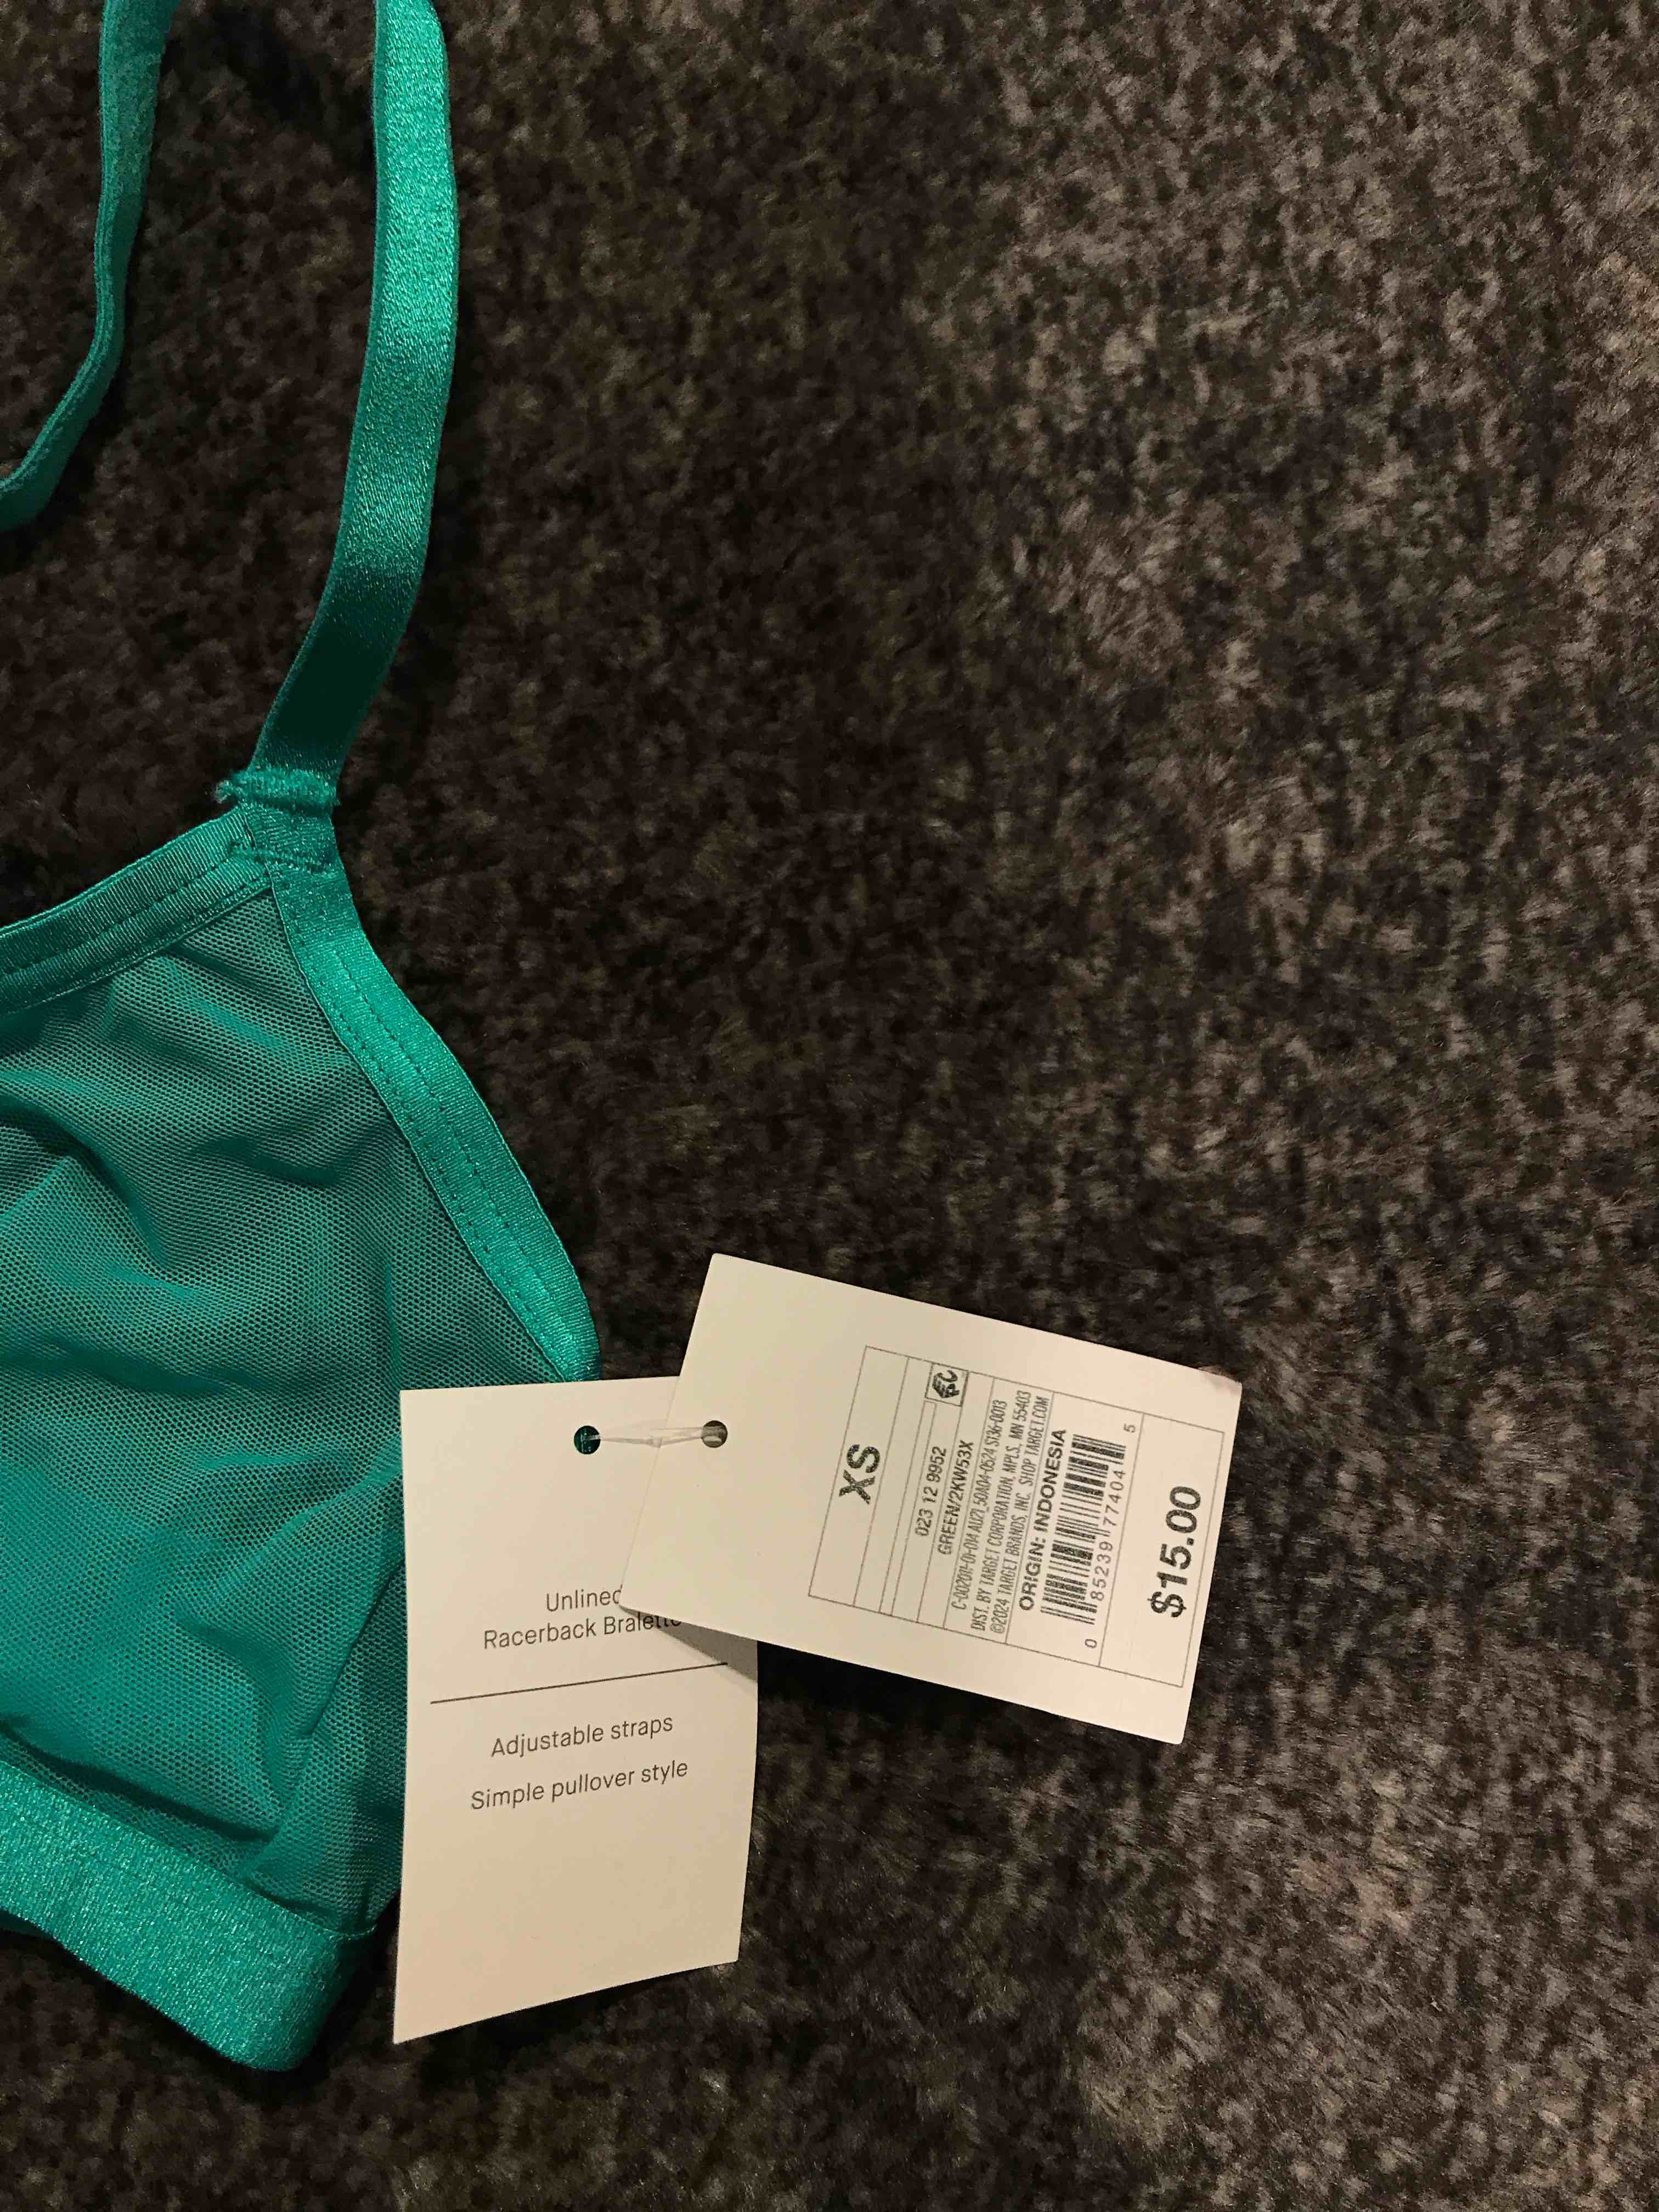 Unlined
Racerback Bralette
Adjustable straps
Simple pullover style
XS
023 12 9952
GREEN/2KW53X
DIST. BY TARGET CORPORATION, MPLS, MN 55403
©2024 TARGET BRANDS, INC. SHOP TARGET.COM
ORIGIN: INDONESIA
0 85239 77404 5
$15.00